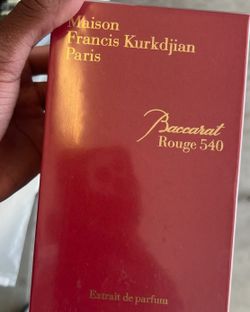 Maison
Francis Kurkdjian
Paris
Baccarat
Rouge 540
Extrait de parfum